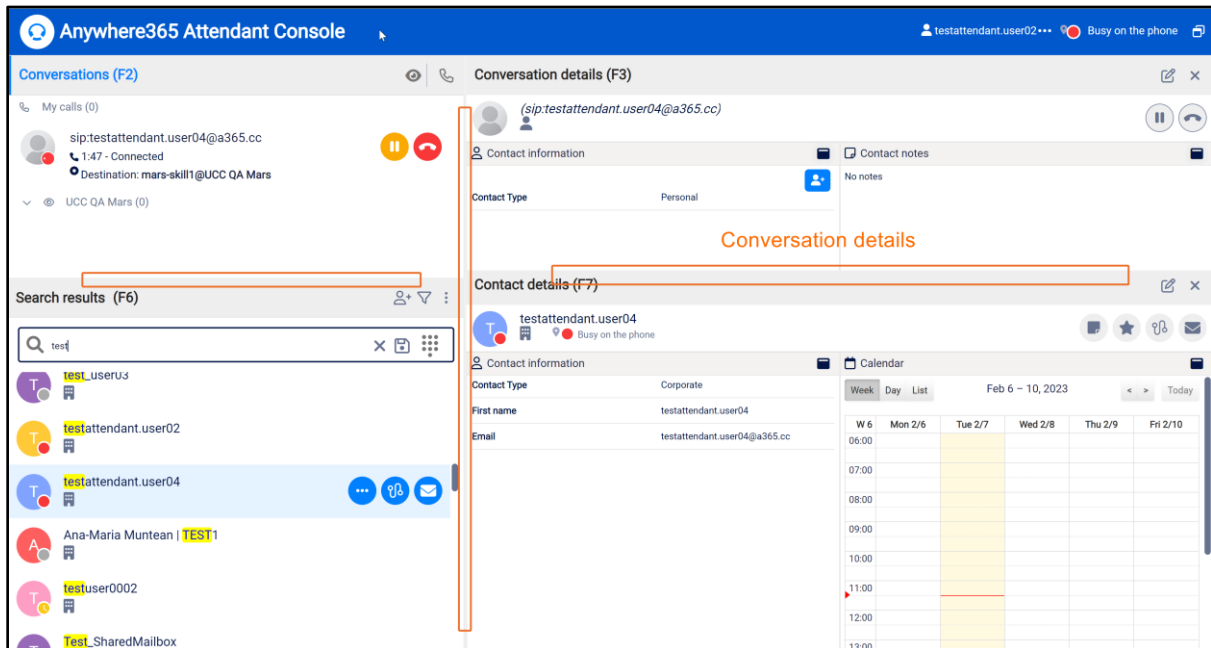 Anywhere365 Attendant Console
testattendant.user02••• Busy on the phone
Conversations (F2)
My calls (0)
sip:testattendant.user04@a365.cc
1:47 - Connected
Destination: mars-skill1@UCC QA Mars
UCC QA Mars (0)
Search results (F6)
test
test_user03
testattendant.user02
testattendant.user04
Ana-Maria Muntean | TEST1
testuser0002
Test_SharedMailbox
Conversation details (F3)
(sip:testattendant.user04@a365.cc)
Contact information
Contact Type Personal
Contact notes
No notes
Conversation details
Contact details (F7)
testattendant.user04
Busy on the phone
Contact information
Contact Type Corporate
First name testattendant.user04
Email testattendant.user04@a365.cc
Calendar
Week Day List Feb 6 – 10, 2023 < > Today
W 6 Mon 2/6 Tue 2/7 Wed 2/8 Thu 2/9 Fri 2/10
06:00
07:00
08:00
09:00
10:00
11:00
12:00
13:00